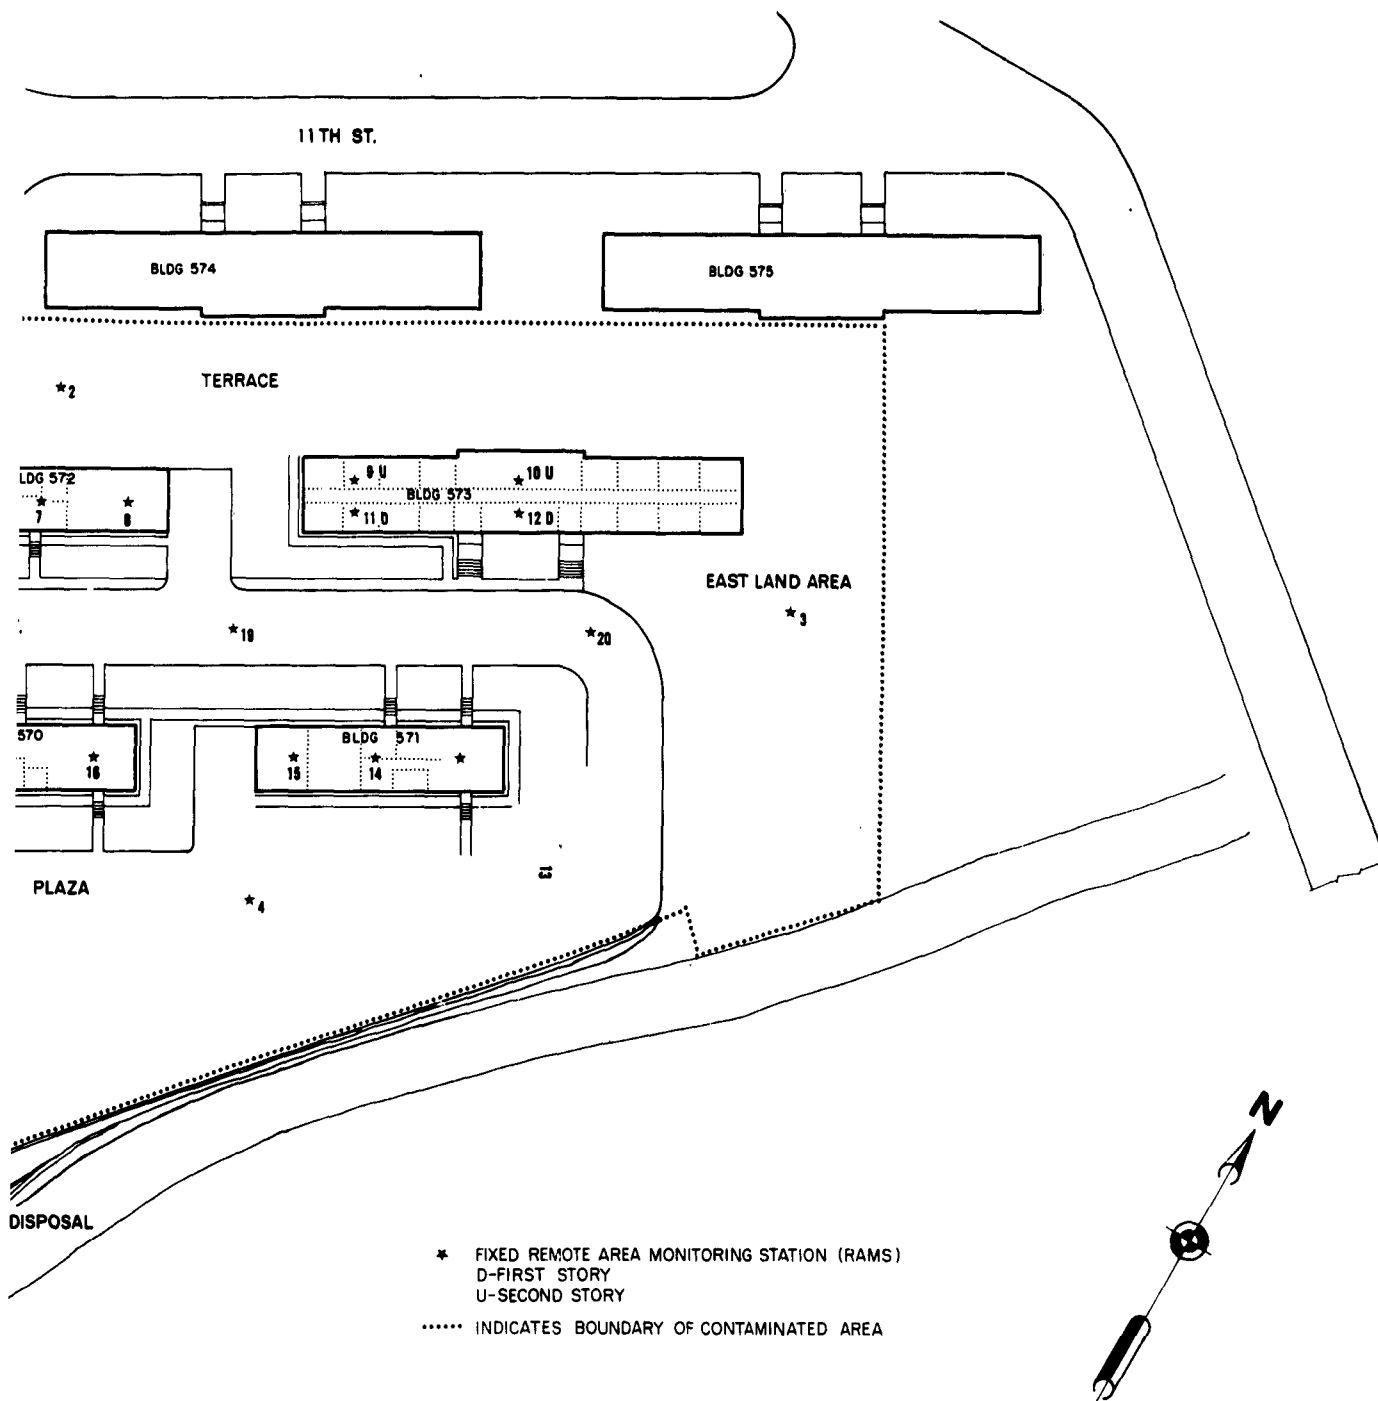 11TH ST.
BLDG 574
BLDG 575
TERRACE
2
LDG 572
7
8
9 U
10 U
BLDG 573
11 D
12 D
EAST LAND AREA
3
19
20
570
16
BLDG 571
15
14
13
PLAZA
4
DISPOSAL
N
FIXED REMOTE AREA MONITORING STATION (RAMS)
D-FIRST STORY
U-SECOND STORY
INDICATES BOUNDARY OF CONTAMINATED AREA